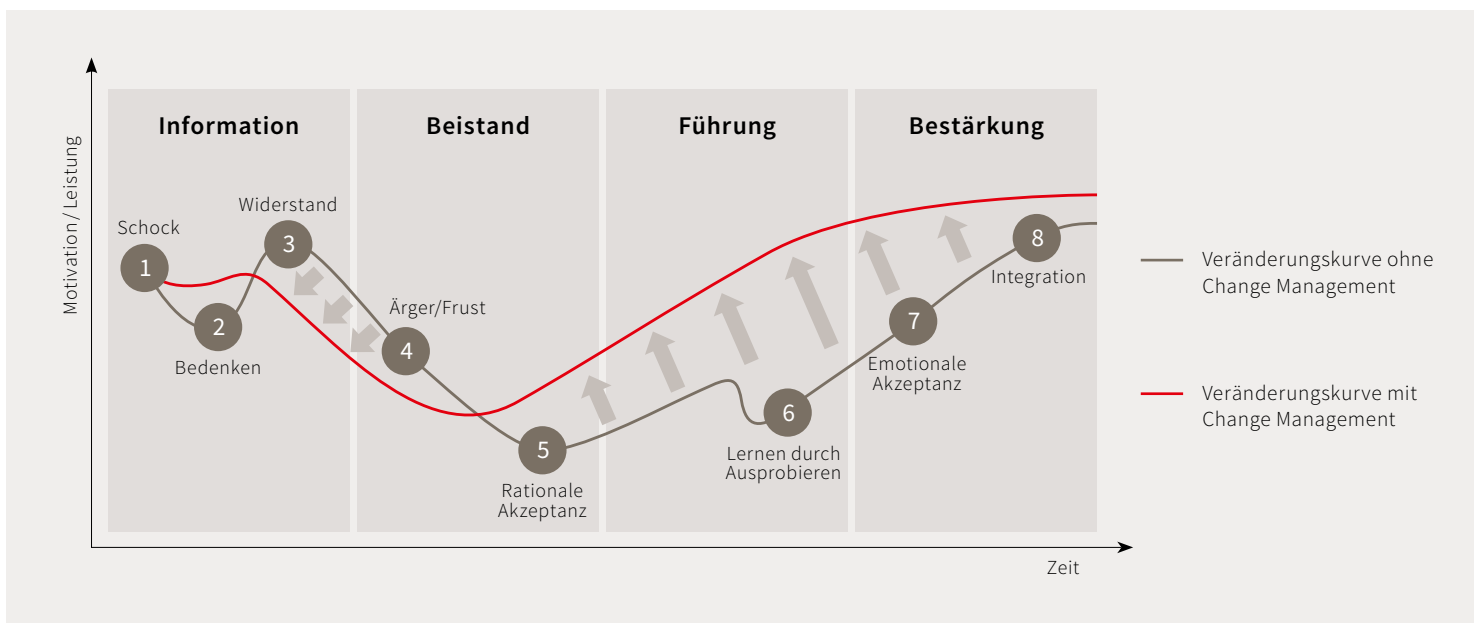 Motivation / Leistung
Information
Beistand
Führung
Bestärkung
Schock
1
2
Bedenken
Widerstand
3
Ärger/Frust
4
5
Rationale
Akzeptanz
6
Lernen durch
Ausprobieren
7
Emotionale
Akzeptanz
8
Integration
Zeit
Veränderungskurve ohne
Change Management
Veränderungskurve mit
Change Management